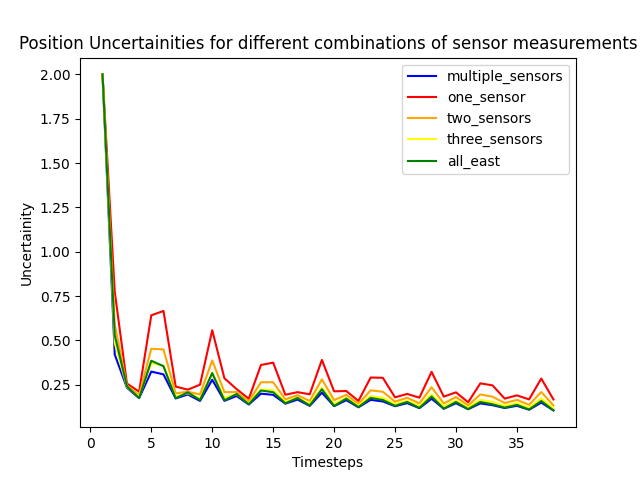 Position Uncertainities for different combinations of sensor measurements
multiple_sensors
one_sensor
two_sensors
three_sensors
all_east
Uncertainity
2.00
1.75
1.50
1.25
1.00
0.75
0.50
0.25
0 5 10 15 20 25 30 35
Timesteps